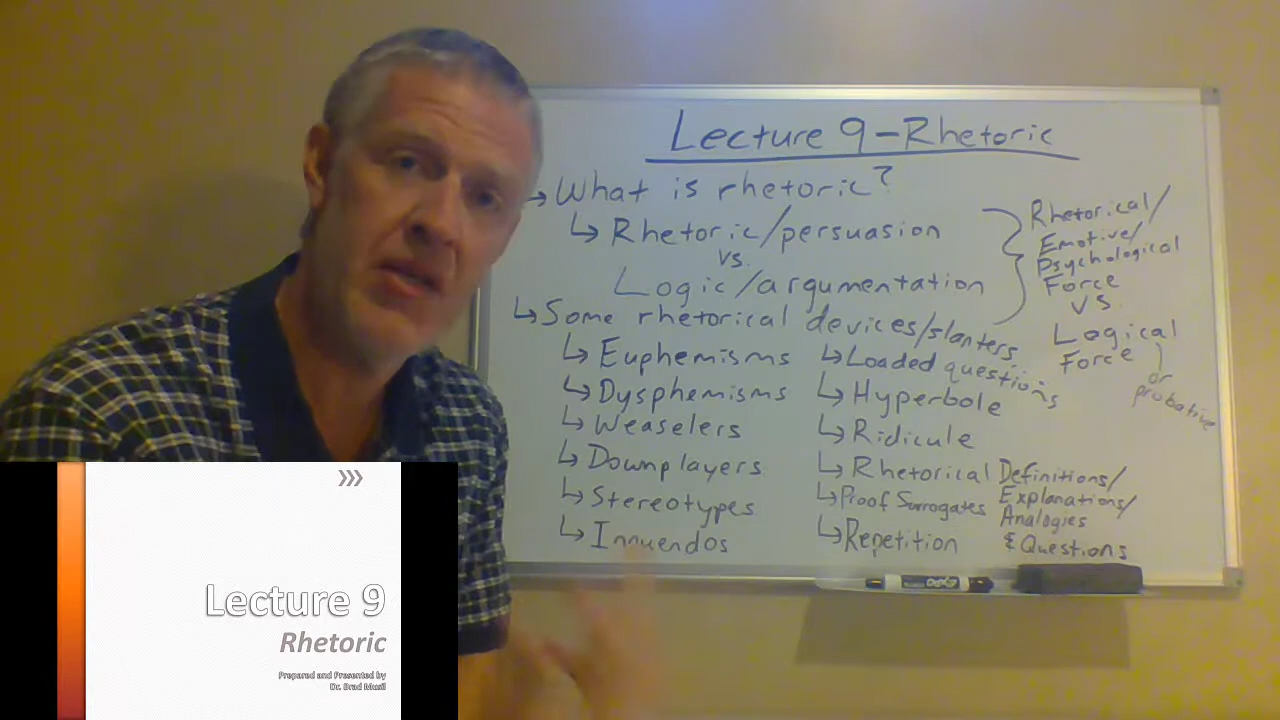 Lecture 9 - Rhetoric
→ What is rhetoric?
↳ Rhetoric/persuasion
vs.
Logic/argumentation
Rhetorical/
Emotive/
Psychological
Force
vs.
Logical
Force
or
probative
↳ Some rhetorical devices/slanters
↳ Euphemisms
↳ Dysphemisms
↳ Weaselers
↳ Downplayers
↳ Stereotypes
↳ Innuendos
↳ Loaded questions
↳ Hyperbole
↳ Ridicule
↳ Rhetorical Definitions/
Explanations/
Analogies
& Questions
↳ Proof Surrogates
↳ Repetition
EXPO
Lecture 9
Rhetoric
Prepared and Presented by
Dr. Brad Musil